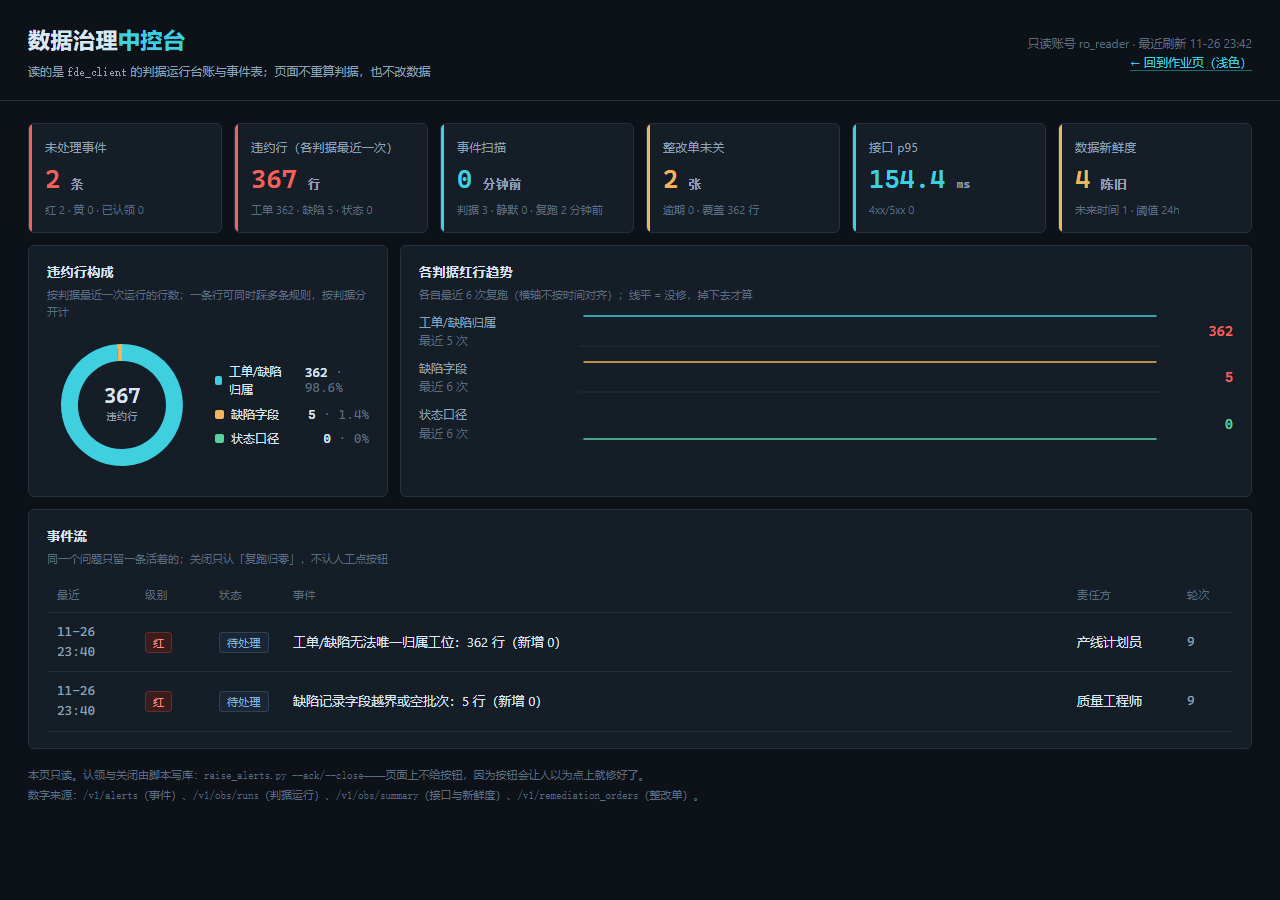 数据治理中控台
读的是 fde_client 的判据运行台账与事件表；页面不重算判据，也不改数据
只读账号 ro_reader · 最近刷新 11-26 23:42
← 回到作业页（浅色）
未处理事件
2 条
红 2 · 黄 0 · 已认领 0
违约行（各判据最近一次）
367 行
工单 362 · 缺陷 5 · 状态 0
事件扫描
0 分钟前
判据 3 · 静默 0 · 复跑 2 分钟前
整改单未关
2 张
逾期 0 · 覆盖 362 行
接口 p95
154.4 ms
4xx/5xx 0
数据新鲜度
4 陈旧
未来时间 1 · 阈值 24h
违约行构成
按判据最近一次运行的行数；一条行可同时踩多条规则，按判据分
开计
367
违约行
工单/缺陷
归属
362 ·
98.6%
缺陷字段 5 · 1.4%
状态口径 0 · 0%
各判据红行趋势
各自最近 6 次复跑（横轴不按时间对齐）；线平 = 没修，掉下去才算
工单/缺陷归属
最近 5 次
362
缺陷字段
最近 6 次
5
状态口径
最近 6 次
0
事件流
同一个问题只留一条活着的；关闭只认「复跑归零」，不认人工点按钮
最近 级别 状态 事件 责任方 轮次
11-26
23:40
红 待处理 工单/缺陷无法唯一归属工位：362 行（新增 0） 产线计划员 9
11-26
23:40
红 待处理 缺陷记录字段越界或空批次：5 行（新增 0） 质量工程师 9
本页只读。认领与关闭由脚本写库：raise_alerts.py --ack/--close——页面上不给按钮，因为按钮会让人以为点上就修好了。
数字来源：/v1/alerts（事件）、/v1/obs/runs（判据运行）、/v1/obs/summary（接口与新鲜度）、/v1/remediation_orders（整改单）。